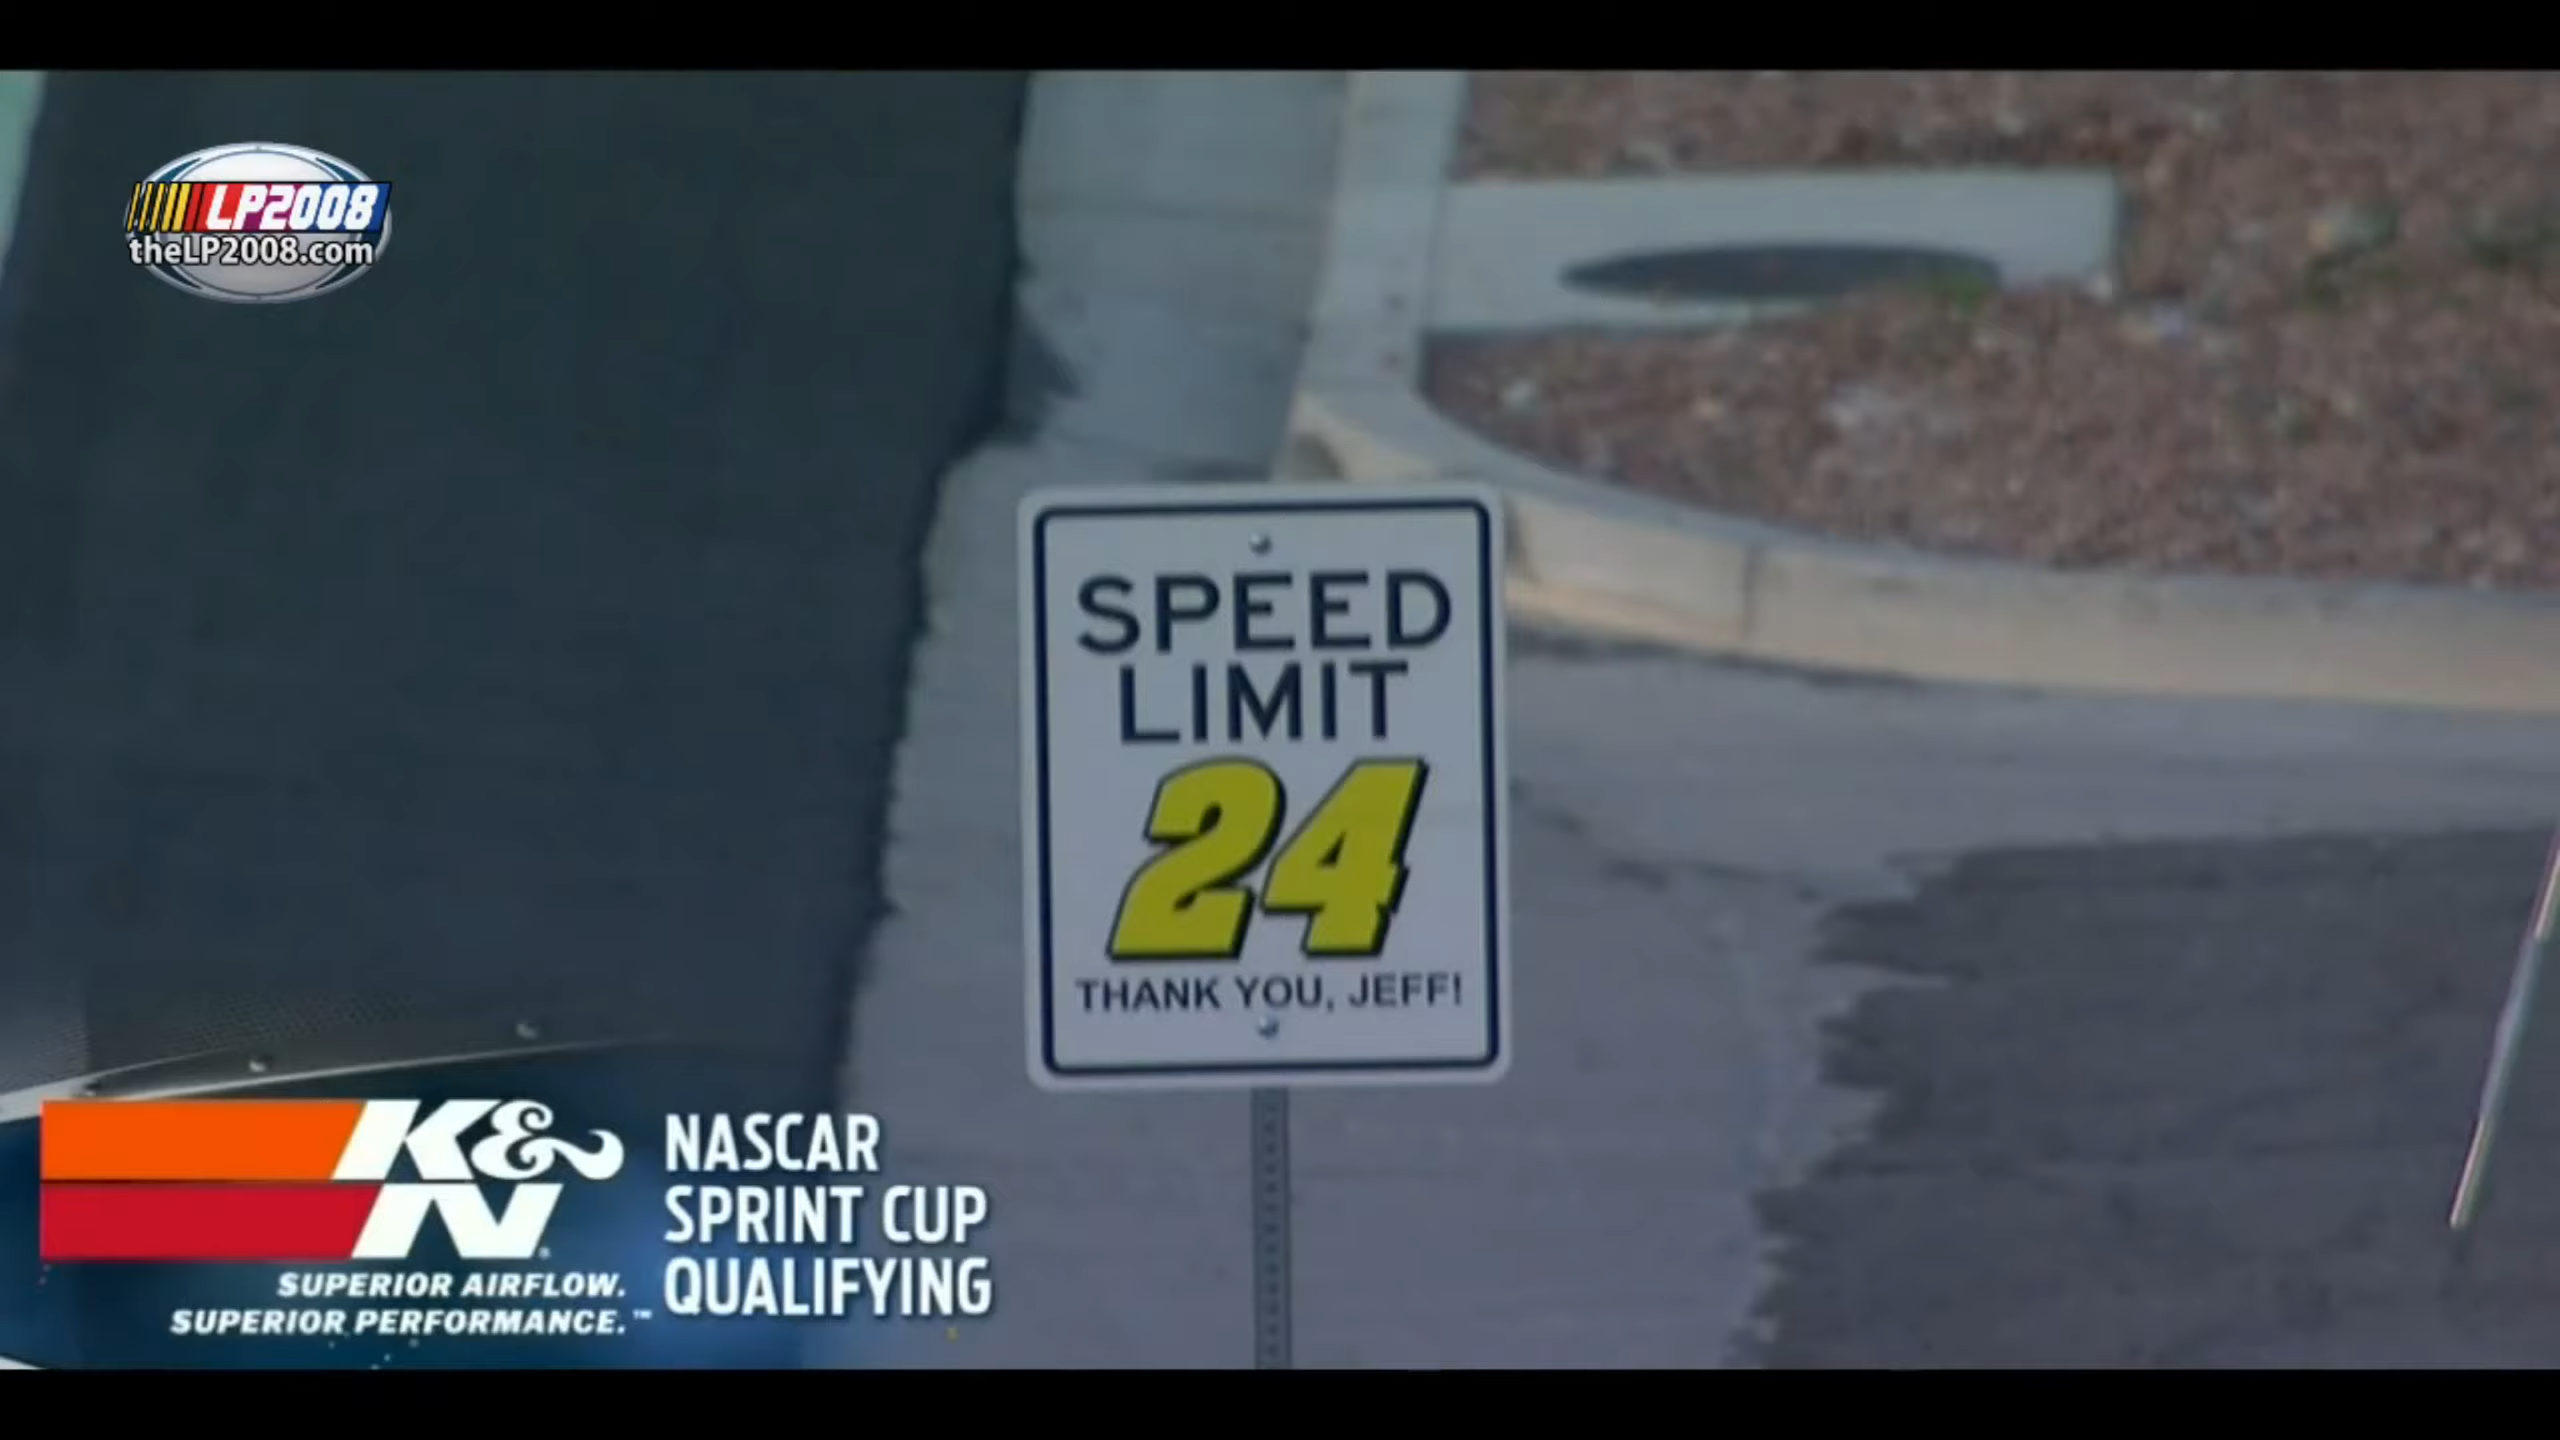 LP2008
theLP2008.com
SPEED
LIMIT
24
THANK YOU, JEFF!
K&N
SUPERIOR AIRFLOW.
SUPERIOR PERFORMANCE.™
NASCAR
SPRINT CUP
QUALIFYING